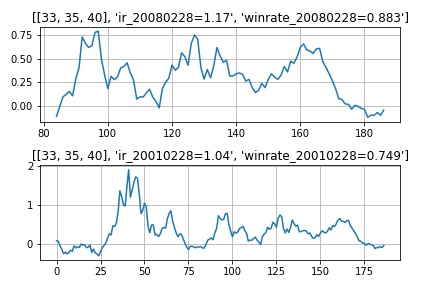 [[33, 35, 40], 'ir_20080228=1.17', 'winrate_20080228=0.883']
0.75
0.50
0.25
0.00
80 100 120 140 160 180
[[33, 35, 40], 'ir_20010228=1.04', 'winrate_20010228=0.749']
2
1
0
0 25 50 75 100 125 150 175